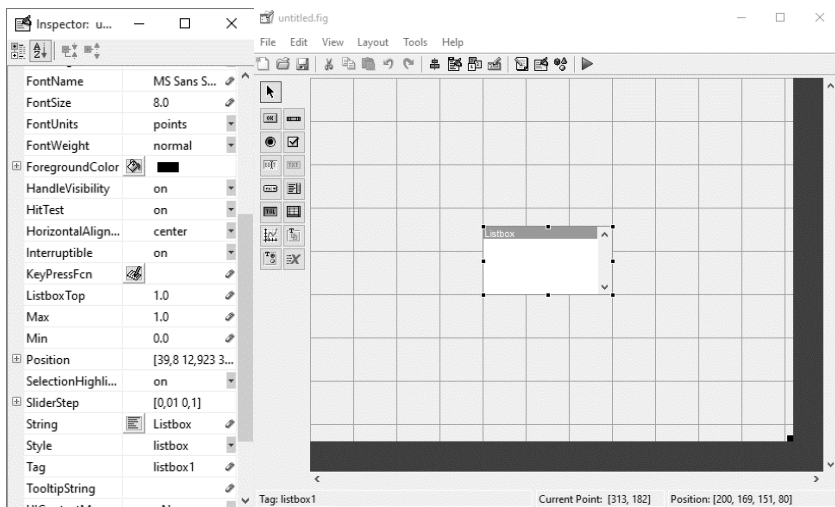 Inspector: u...
FontName MS Sans S...
FontSize 8.0
FontUnits points
FontWeight normal
ForegroundColor
HandleVisibility on
HitTest on
HorizontalAlign... center
Interruptible on
KeyPressFcn
ListboxTop 1.0
Max 1.0
Min 0.0
Position [39,8 12,923 3...
SelectionHighli... on
SliderStep [0,01 0,1]
String Listbox
Style listbox
Tag listbox1
TooltipString
untitled.fig
File Edit View Layout Tools Help
Listbox
Tag: listbox1 Current Point: [313, 182] Position: [200, 169, 151, 80]